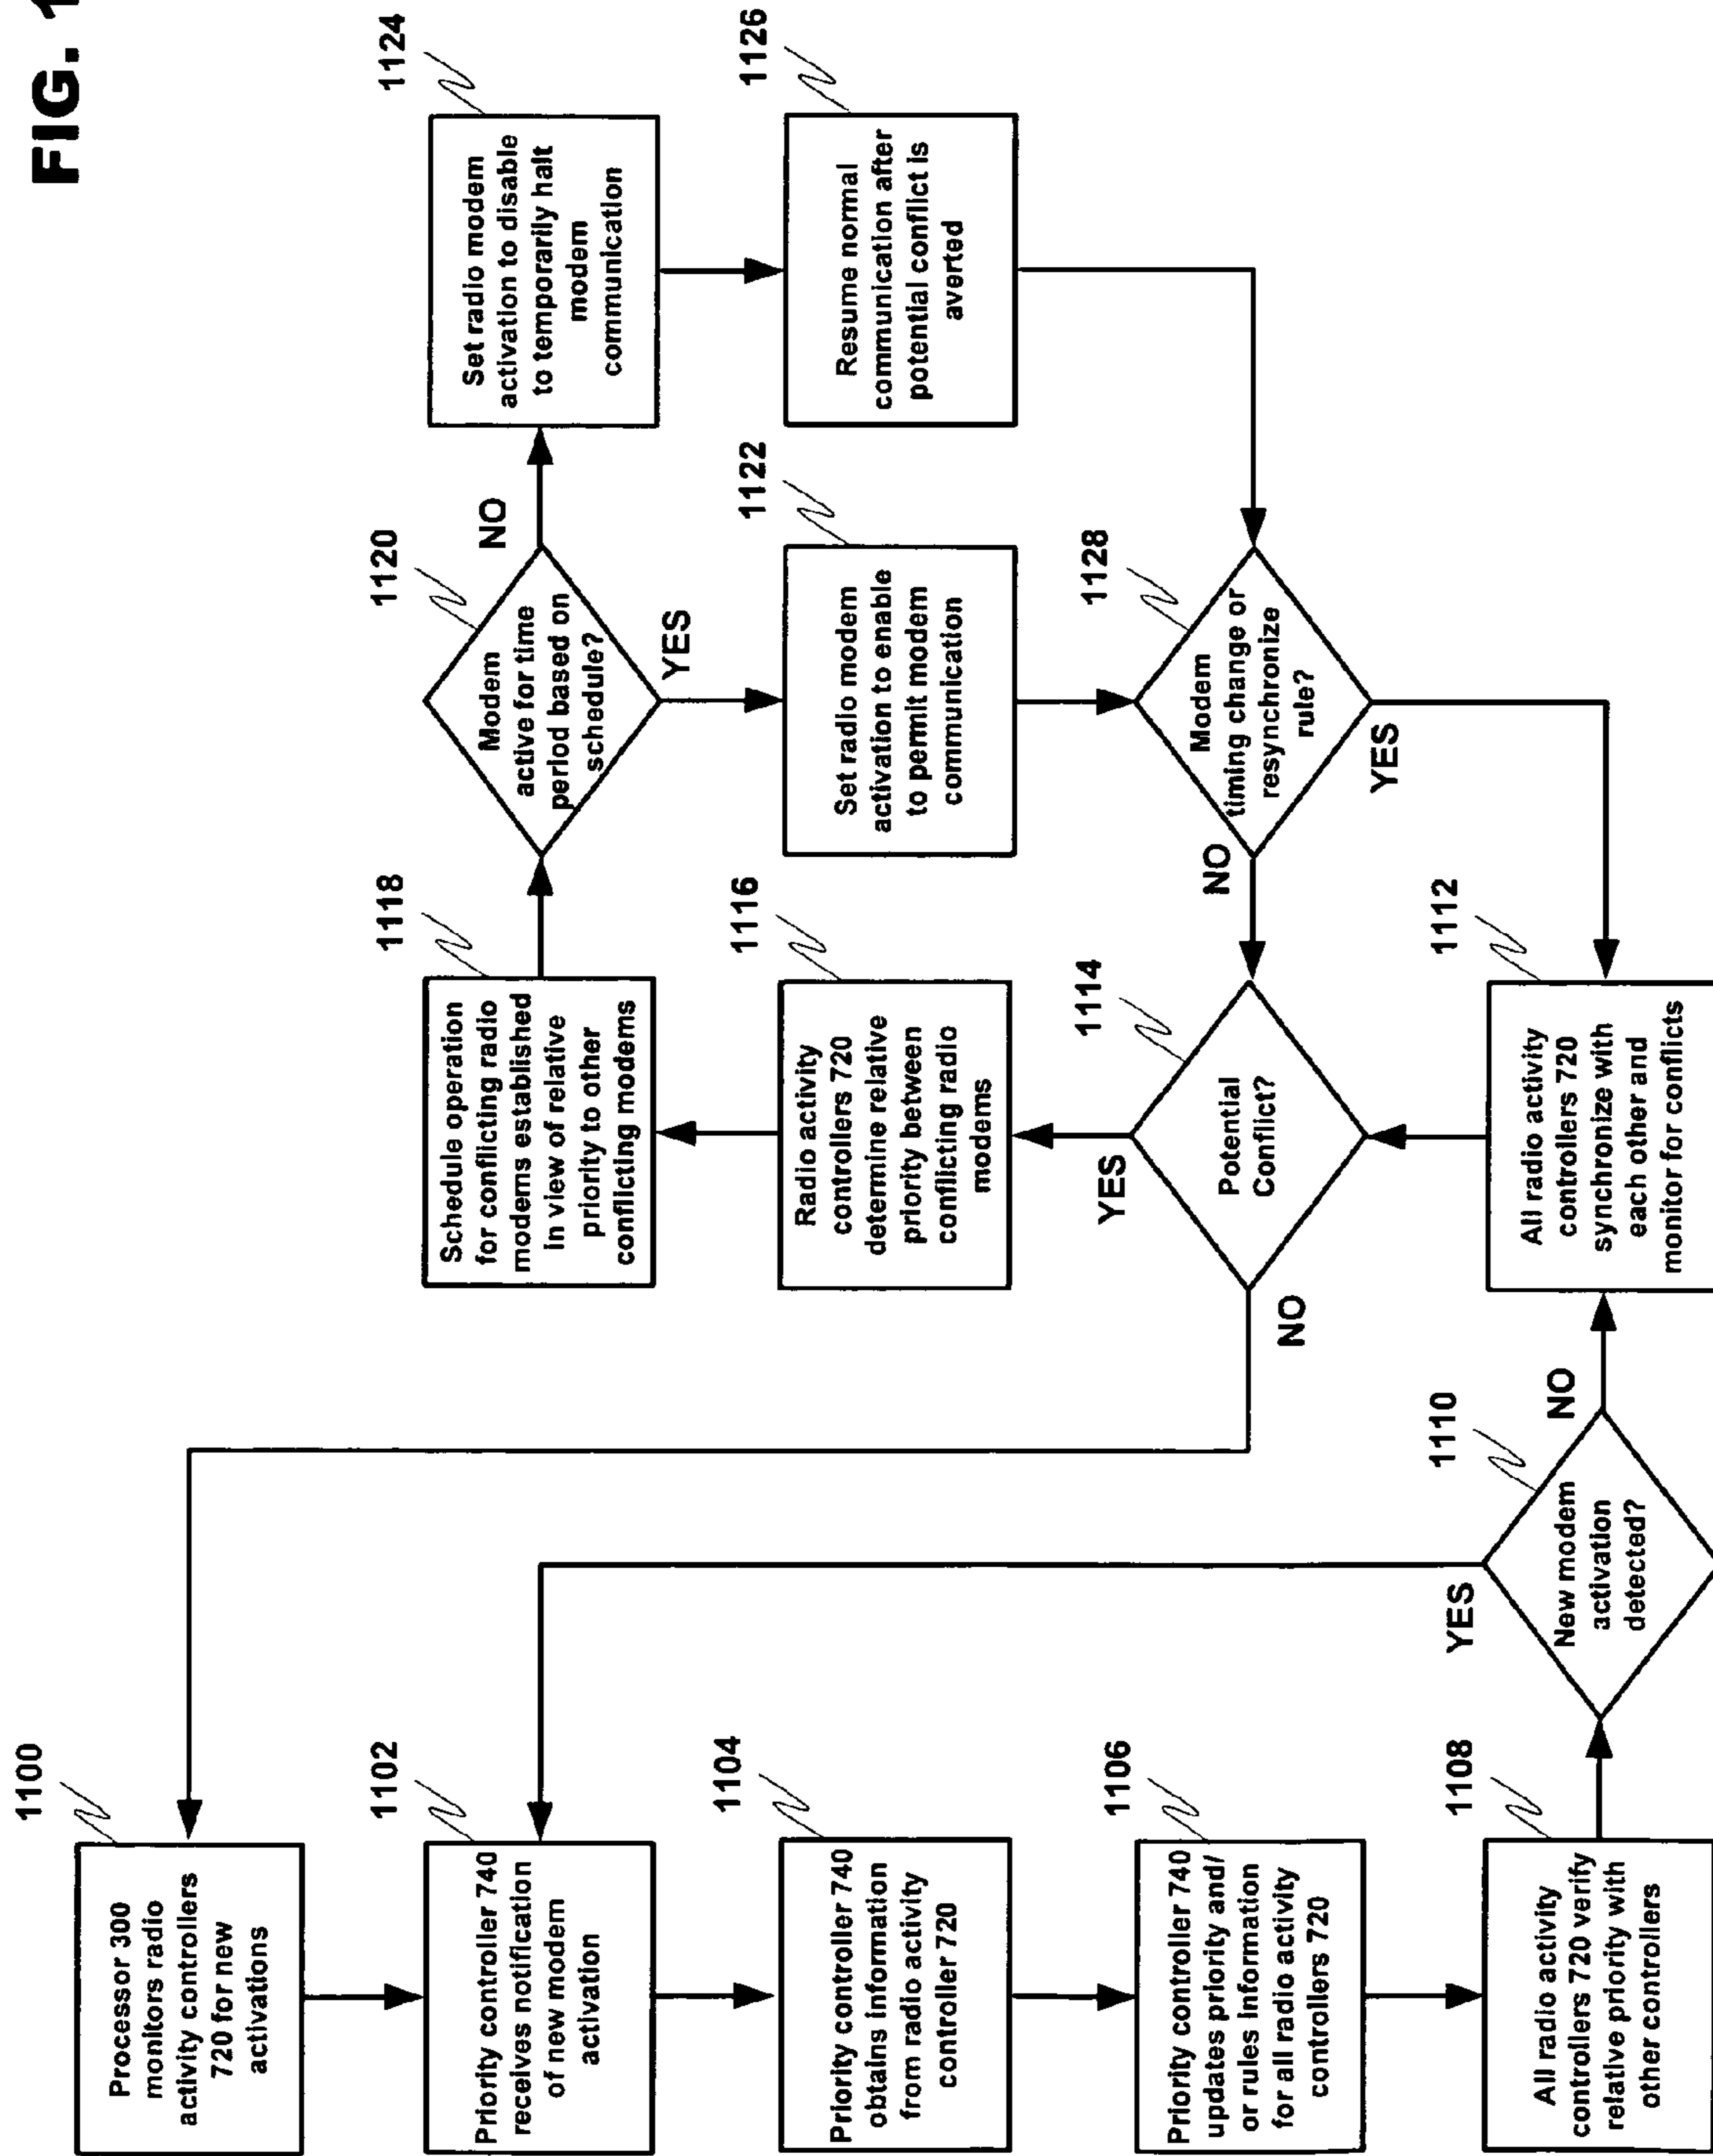 FIG. 1
1100
Processor 300
monitors radio
activity controllers
720 for new
activations
1102
Priority controller 740
receives notification
of new modem
activation
1104
Priority controller 740
obtains information
from radio activity
controller 720
1106
Priority controller 740
updates priority and/
or rules information
for all radio activity
controllers 720
1108
All radio activity
controllers 720 verify
relative priority with
other controllers
1110
New modem
activation
detected?
YES
NO
1112
All radio activity
controllers 720
synchronize with
each other and
monitor for conflicts
1114
Potential
Conflict?
YES
NO
1116
Radio activity
controllers 720
determine relative
priority between
conflicting radio
modems
1118
Schedule operation
for conflicting radio
modems established
in view of relative
priority to other
conflicting modems
1120
Modem
active for time
period based on
schedule?
NO
YES
1122
Set radio modem
activation to enable
to permit modem
communication
1124
Set radio modem
activation to disable
to temporarily halt
modem
communication
1126
Resume normal
communication after
potential conflict is
averted
1128
Modem
timing change or
resynchronize
rule?
NO
YES